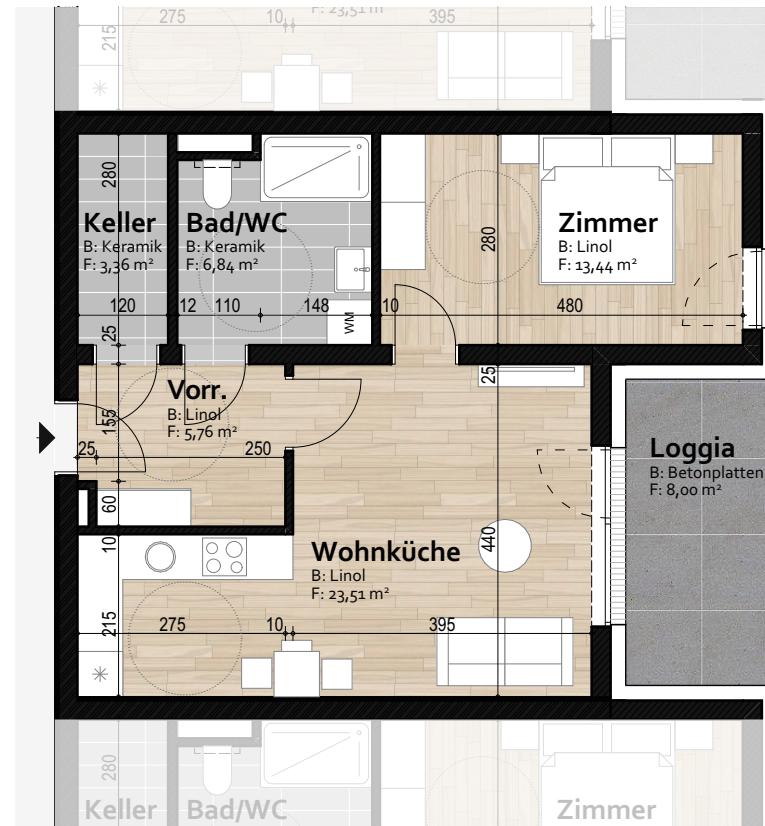 F: 23,51 m²
275
10
395
215
280
Keller
B: Keramik
F: 3,36 m²
Bad/WC
B: Keramik
F: 6,84 m²
280
Zimmer
B: Linol
F: 13,44 m²
120
12
110
148
10
480
WM
25
Vorr.
B: Linol
F: 5,76 m²
155
25
25
250
Loggia
B: Betonplatten
F: 8,00 m²
60
10
440
Wohnküche
B: Linol
F: 23,51 m²
215
275
10
395
280
Keller
Bad/WC
Zimmer